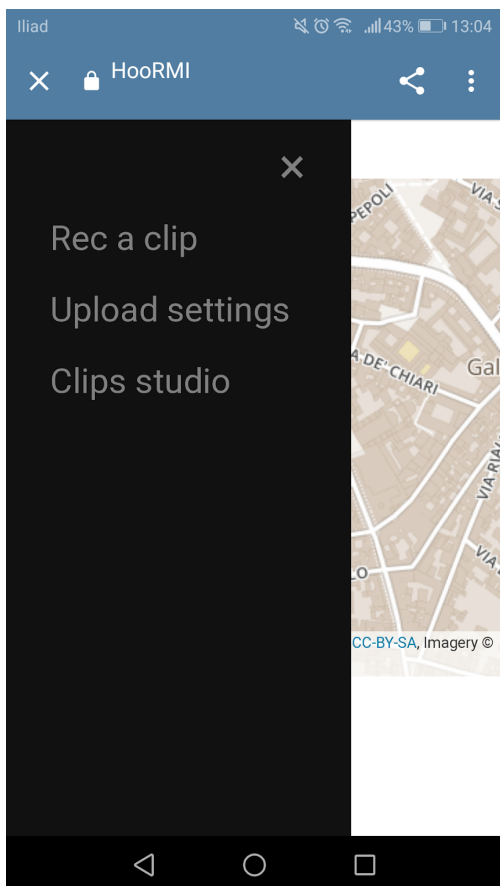 Iliad 43% 13:04
HooRMI
Rec a clip
Upload settings
Clips studio
PEPOLI
VIA
A DE' CHIARI
Gal
VIA RIA
LO
VIA
CC-BY-SA, Imagery ©